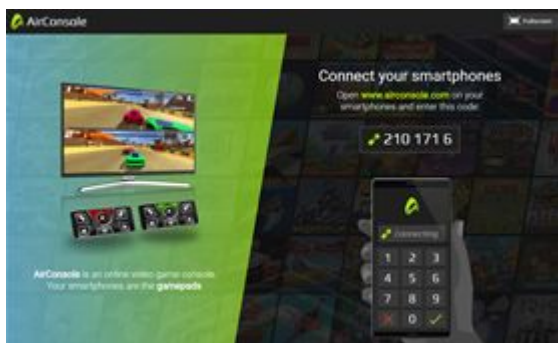 AirConsole
Fullscreen
Connect your smartphones
Open www.airconsole.com on your
smartphones and enter this code:
210 171 6
connecting
1 2 3
4 5 6
7 8 9
0
AirConsole is an online video game console.
Your smartphones are the gamepads